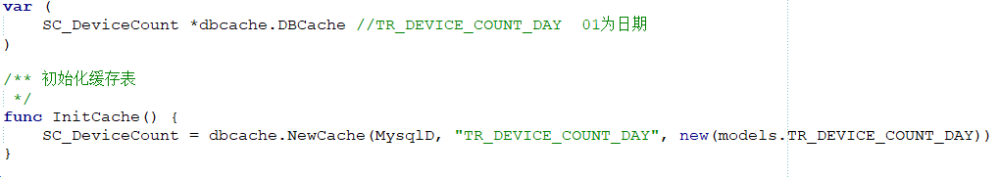 var (
    SC_DeviceCount *dbcache.DBCache //TR_DEVICE_COUNT_DAY  01为日期
)
/** 初始化缓存表
 */
func InitCache() {
    SC_DeviceCount = dbcache.NewCache(MysqlD, "TR_DEVICE_COUNT_DAY", new(models.TR_DEVICE_COUNT_DAY))
}